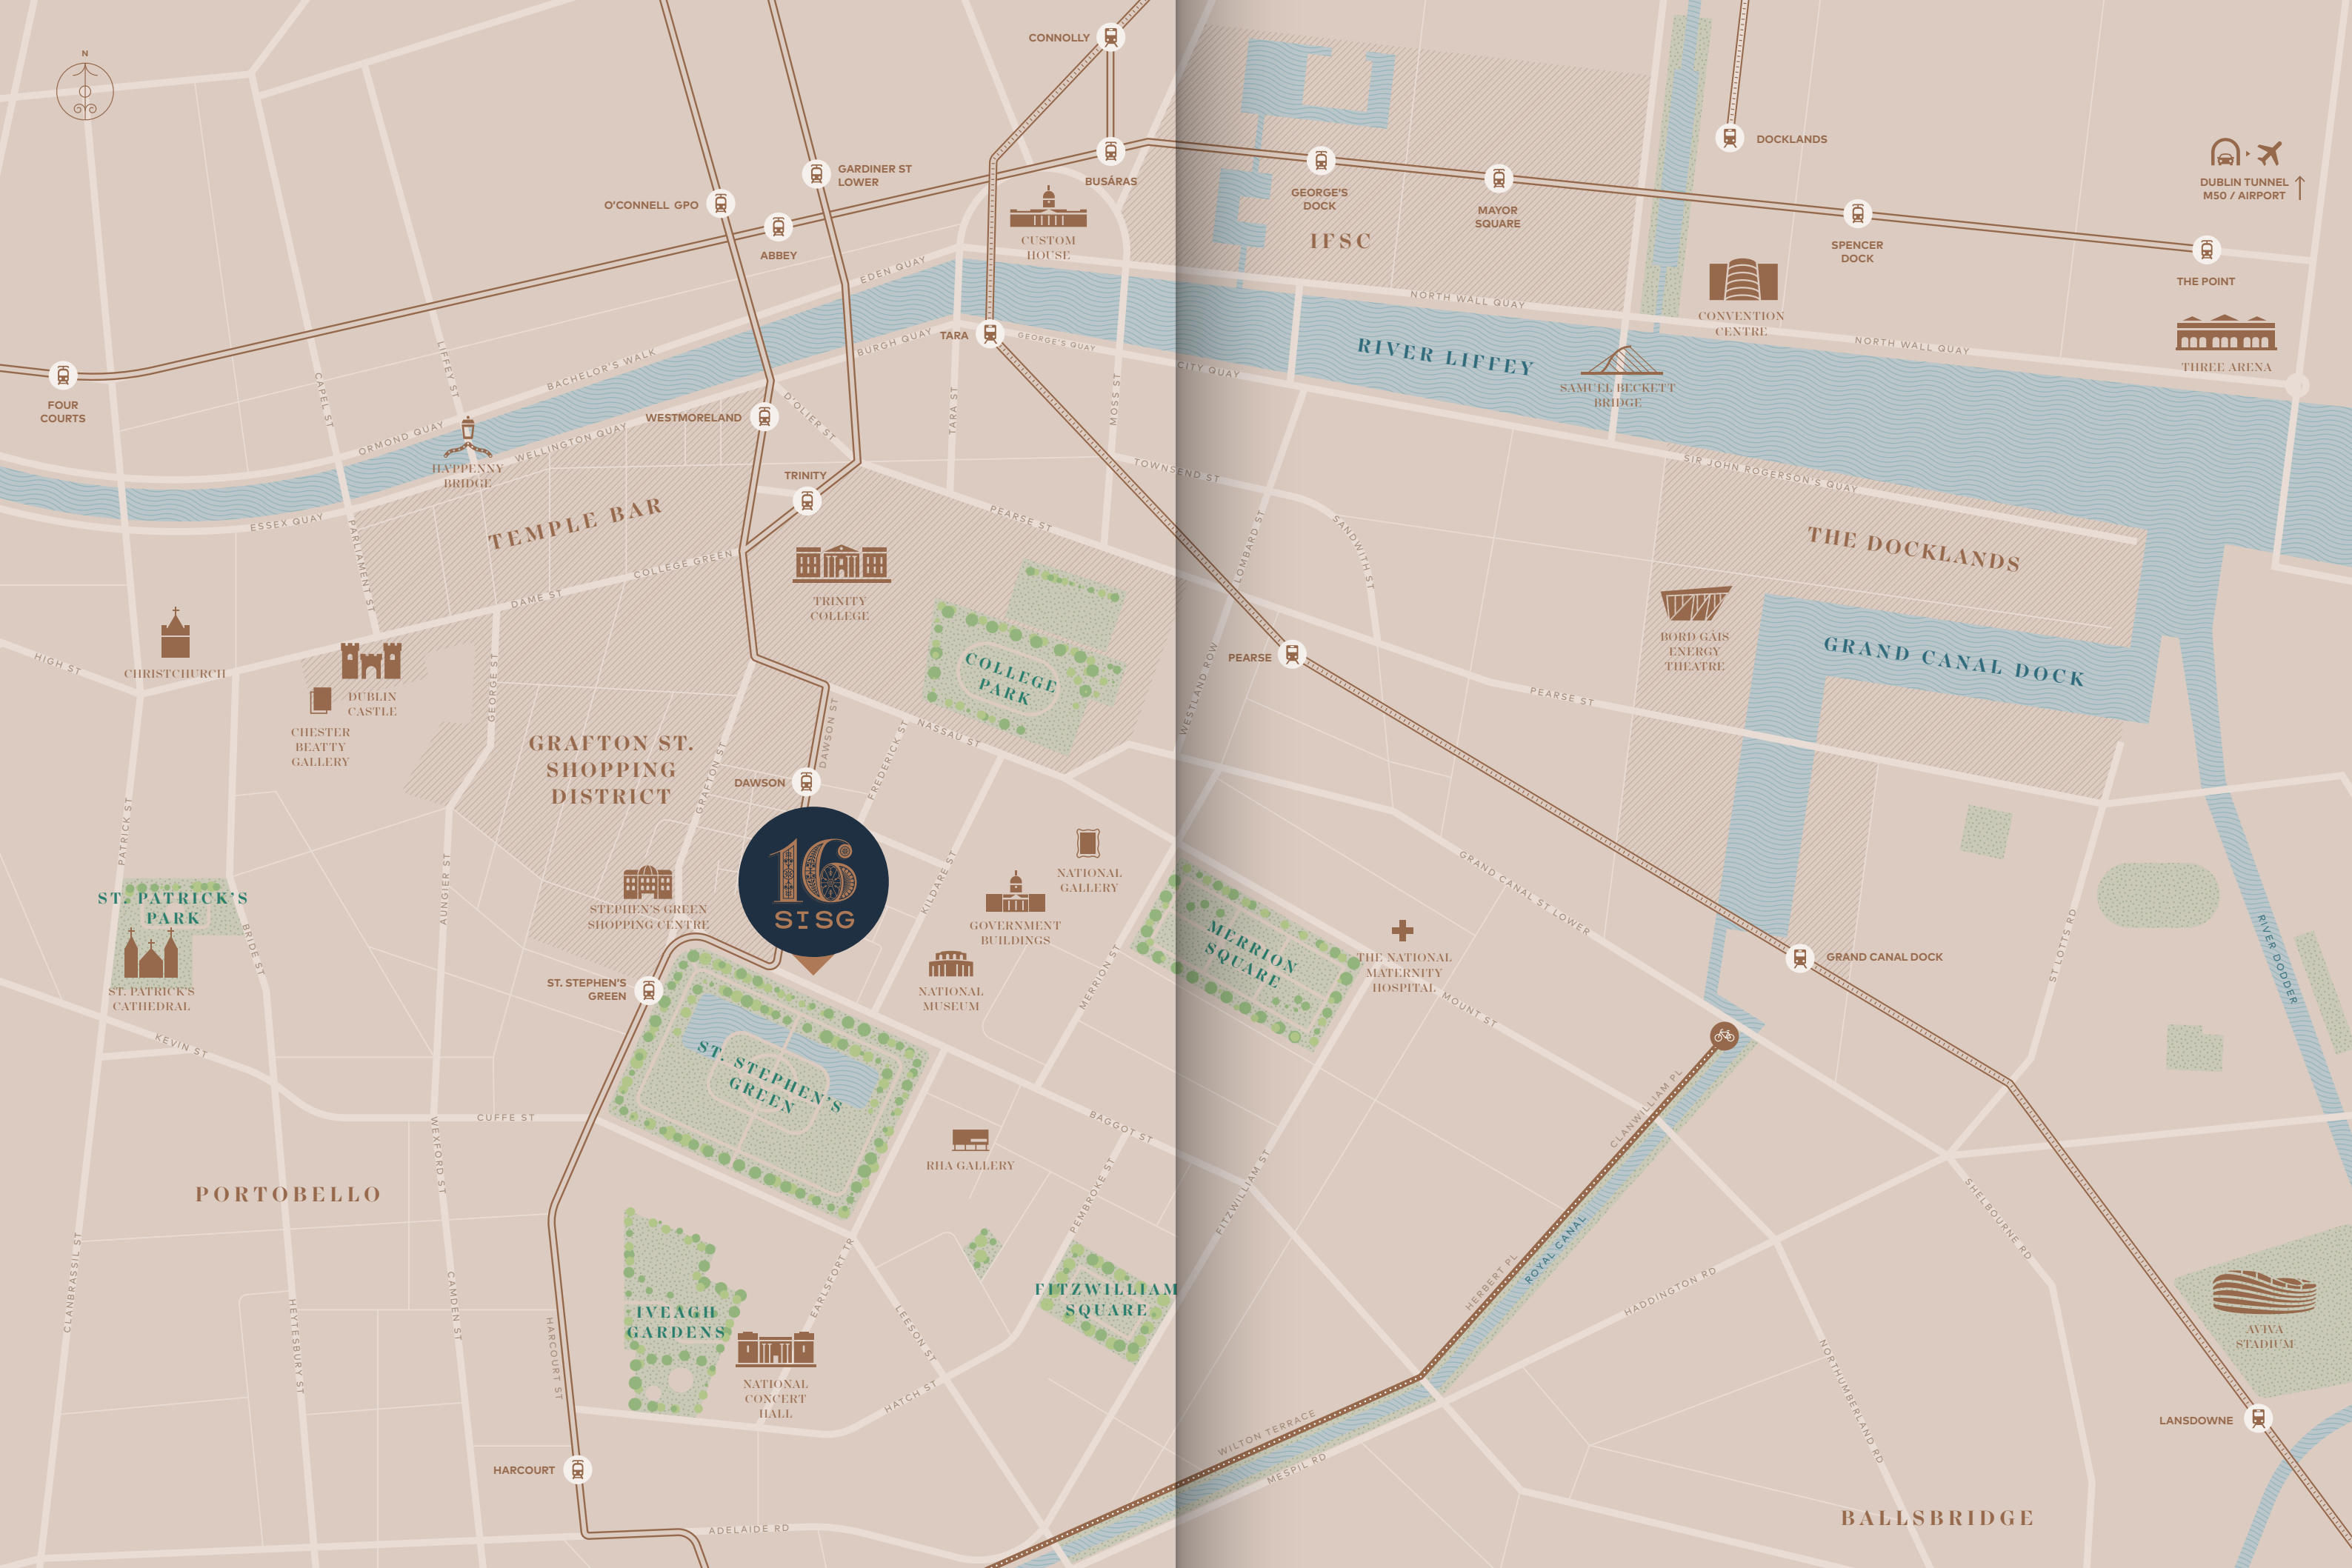 N
CONNOLLY
GARDINER ST
LOWER
O'CONNELL GPO
ABBEY
BUSÁRAS
CUSTOM
HOUSE
GEORGE'S
DOCK
MAYOR
SQUARE
IFSC
DOCKLANDS
DUBLIN TUNNEL
M50 / AIRPORT
SPENCER
DOCK
THE POINT
CONVENTION
CENTRE
THREE ARENA
EDEN QUAY
NORTH WALL QUAY
NORTH WALL QUAY
BACHELOR'S WALK
BURGH QUAY
TARA
GEORGE'S QUAY
CITY QUAY
RIVER LIFFEY
SAMUEL BECKETT
BRIDGE
FOUR
COURTS
CAPEL ST
LIFFEY ST
ORMOND QUAY
HA'PENNY
BRIDGE
WELLINGTON QUAY
WESTMORELAND
D'OLIER ST
TARA ST
MOSS ST
TOWNSEND ST
TRINITY
ESSEX QUAY
PARLIAMENT ST
TEMPLE BAR
COLLEGE GREEN
DAME ST
PEARSE ST
LOMBARD ST
SANDWITH ST
SIR JOHN ROGERSON'S QUAY
THE DOCKLANDS
TRINITY
COLLEGE
COLLEGE
PARK
BORD GÁIS
ENERGY
THEATRE
GRAND CANAL DOCK
HIGH ST
CHRISTCHURCH
DUBLIN
CASTLE
CHESTER
BEATTY
GALLERY
GEORGE ST
PEARSE
WESTLAND ROW
PEARSE ST
GRAFTON ST.
SHOPPING
DISTRICT
GRAFTON ST
DAWSON ST
DAWSON
FREDERICK ST
NASSAU ST
PATRICK ST
AUNGIER ST
16
STSG
KILDARE ST
NATIONAL
GALLERY
GOVERNMENT
BUILDINGS
GRAND CANAL ST LOWER
ST. PATRICK'S
PARK
BRIDE ST
STEPHEN'S GREEN
SHOPPING CENTRE
MERRION
SQUARE
THE NATIONAL
MATERNITY
HOSPITAL
GRAND CANAL DOCK
ST LOTTS RD
RIVER DODDER
ST. PATRICK'S
CATHEDRAL
ST. STEPHEN'S
GREEN
NATIONAL
MUSEUM
MERRION ST
MOUNT ST
KEVIN ST
ST. STEPHEN'S
GREEN
CUFFE ST
WEXFORD ST
BAGGOT ST
CLANWILLIAM PL
RHA GALLERY
PEMBROKE ST
FITZWILLIAM ST
SHELBOURNE RD
PORTOBELLO
CLANBRASSIL ST
HEYTESBURY ST
CAMDEN ST
HARCOURT ST
IVEAGH
GARDENS
EARLSFORT TR
LEESON ST
FITZWILLIAM
SQUARE
HERBERT PL
ROYAL CANAL
HADDINGTON RD
NORTHUMBERLAND RD
AVIVA
STADIUM
NATIONAL
CONCERT
HALL
HATCH ST
WILTON TERRACE
MESPIL RD
LANSDOWNE
HARCOURT
ADELAIDE RD
BALLSBRIDGE